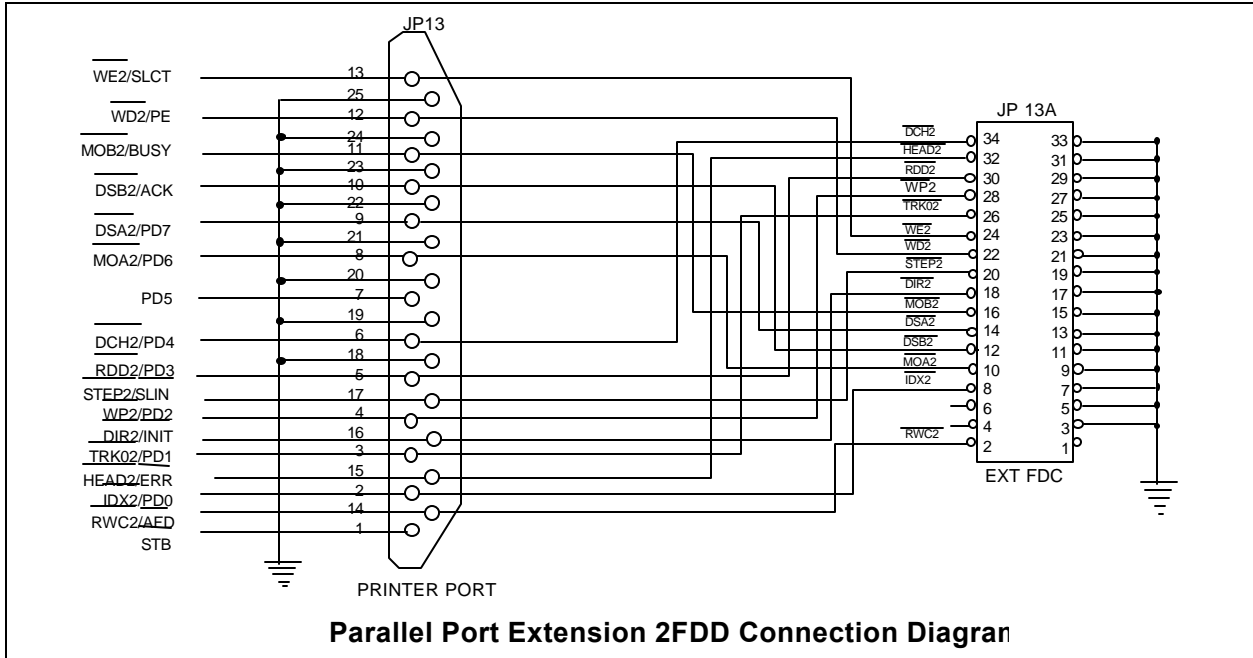 JP13
WE2/SLCT
WD2/PE
MOB2/BUSY
DSB2/ACK
DSA2/PD7
MOA2/PD6
PD5
DCH2/PD4
RDD2/PD3
STEP2/SLIN
WP2/PD2
DIR2/INIT
TRK02/PD1
HEAD2/ERR
IDX2/PD0
RWC2/AFD
STB
13
25
12
24
11
23
10
22
9
21
8
20
7
19
6
18
5
17
4
16
3
15
2
14
1
PRINTER PORT
JP 13A
DCH2
HEAD2
RDD2
WP2
TRK02
WE2
WD2
STEP2
DIR2
MOB2
DSA2
DSB2
MOA2
IDX2
RWC2
34 33
32 31
30 29
28 27
26 25
24 23
22 21
20 19
18 17
16 15
14 13
12 11
10 9
8 7
6 5
4 3
2 1
EXT FDC
Parallel Port Extension 2FDD Connection Diagran